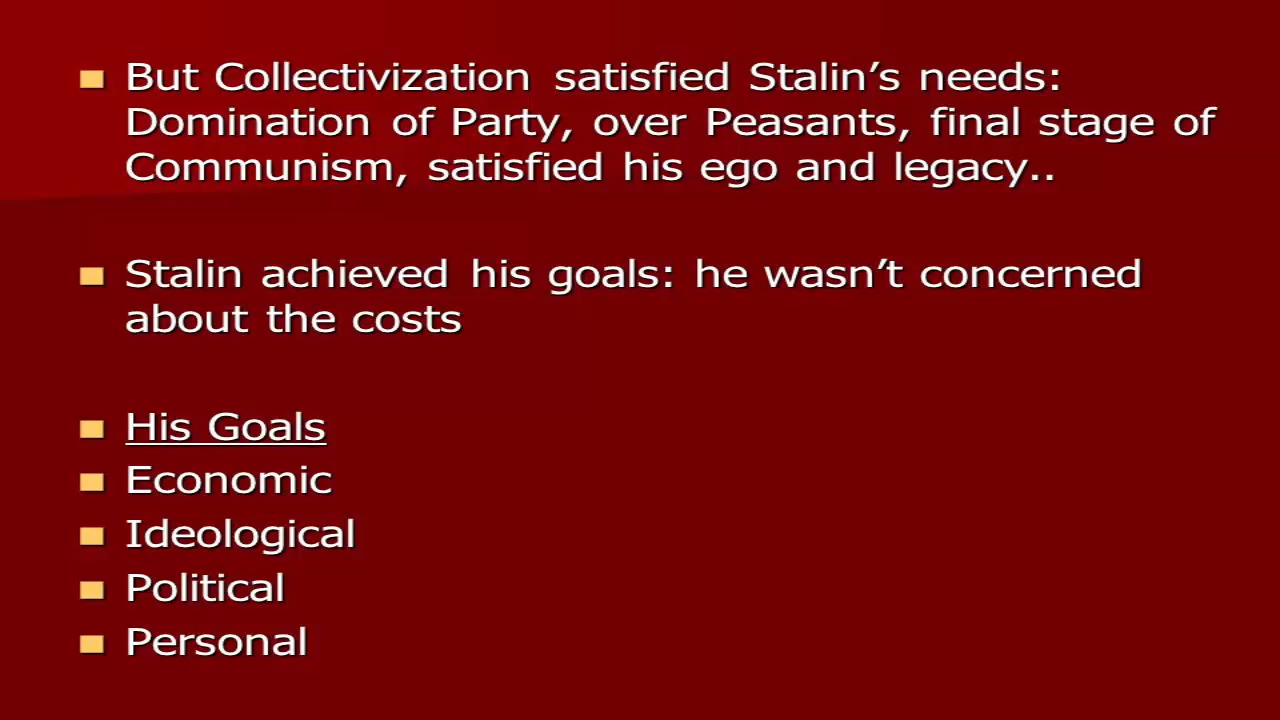 But Collectivization satisfied Stalin’s needs:
Domination of Party, over Peasants, final stage of
Communism, satisfied his ego and legacy..
Stalin achieved his goals: he wasn’t concerned
about the costs
His Goals
Economic
Ideological
Political
Personal